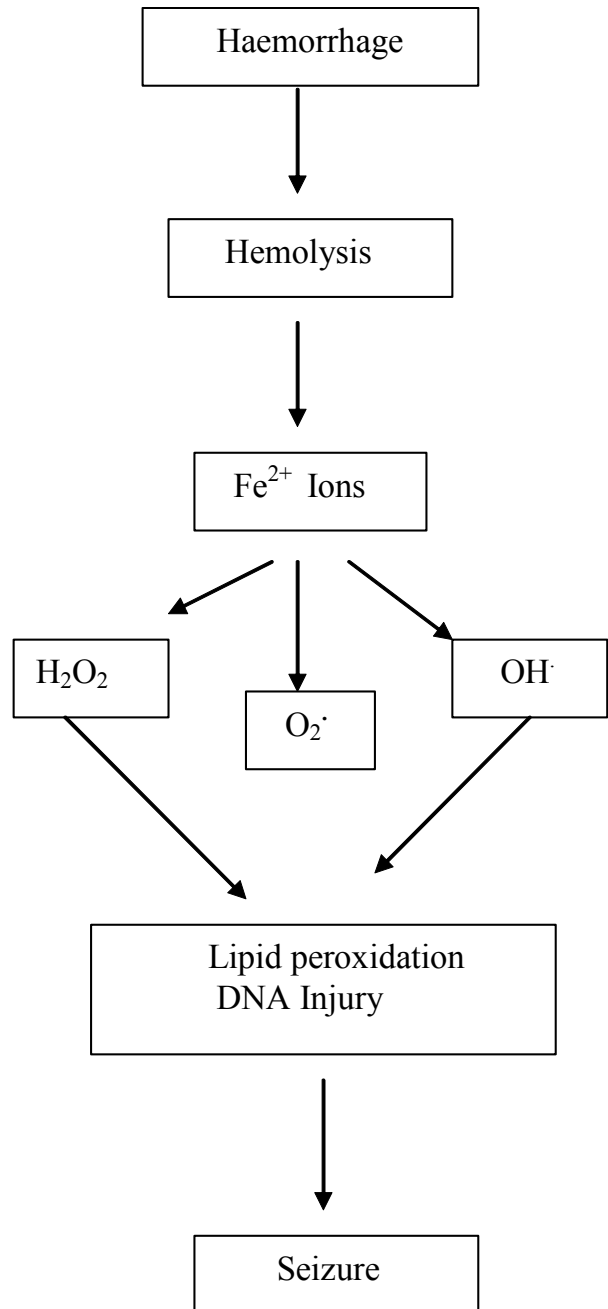 Haemorrhage
Hemolysis
Fe²⁺ Ions
H₂O₂
O₂·
OH·
Lipid peroxidation
DNA Injury
Seizure